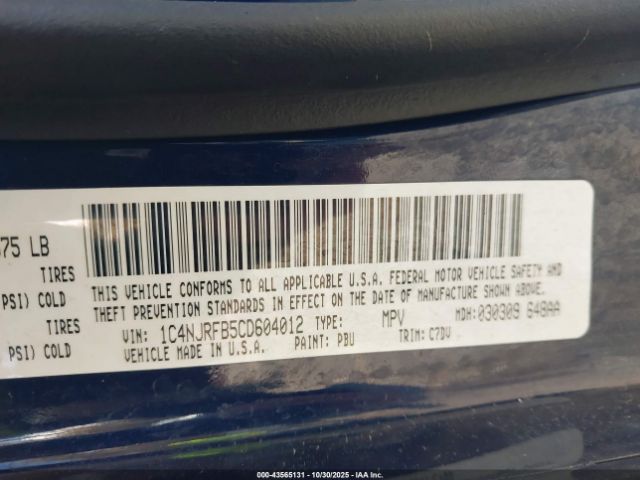 75 LB
TIRES
PSI) COLD
TIRES
PSI) COLD
THIS VEHICLE CONFORMS TO ALL APPLICABLE U.S.A. FEDERAL MOTOR VEHICLE SAFETY AND
THEFT PREVENTION STANDARDS IN EFFECT ON THE DATE OF MANUFACTURE SHOWN ABOVE.
VIN: 1C4NJRFB5CD604012 TYPE: MPV MDH: 030309 648AA
VEHICLE MADE IN U.S.A. PAINT: PBU TRIM: C7DV
000-43565131 - 10/30/2025 - IAA Inc.